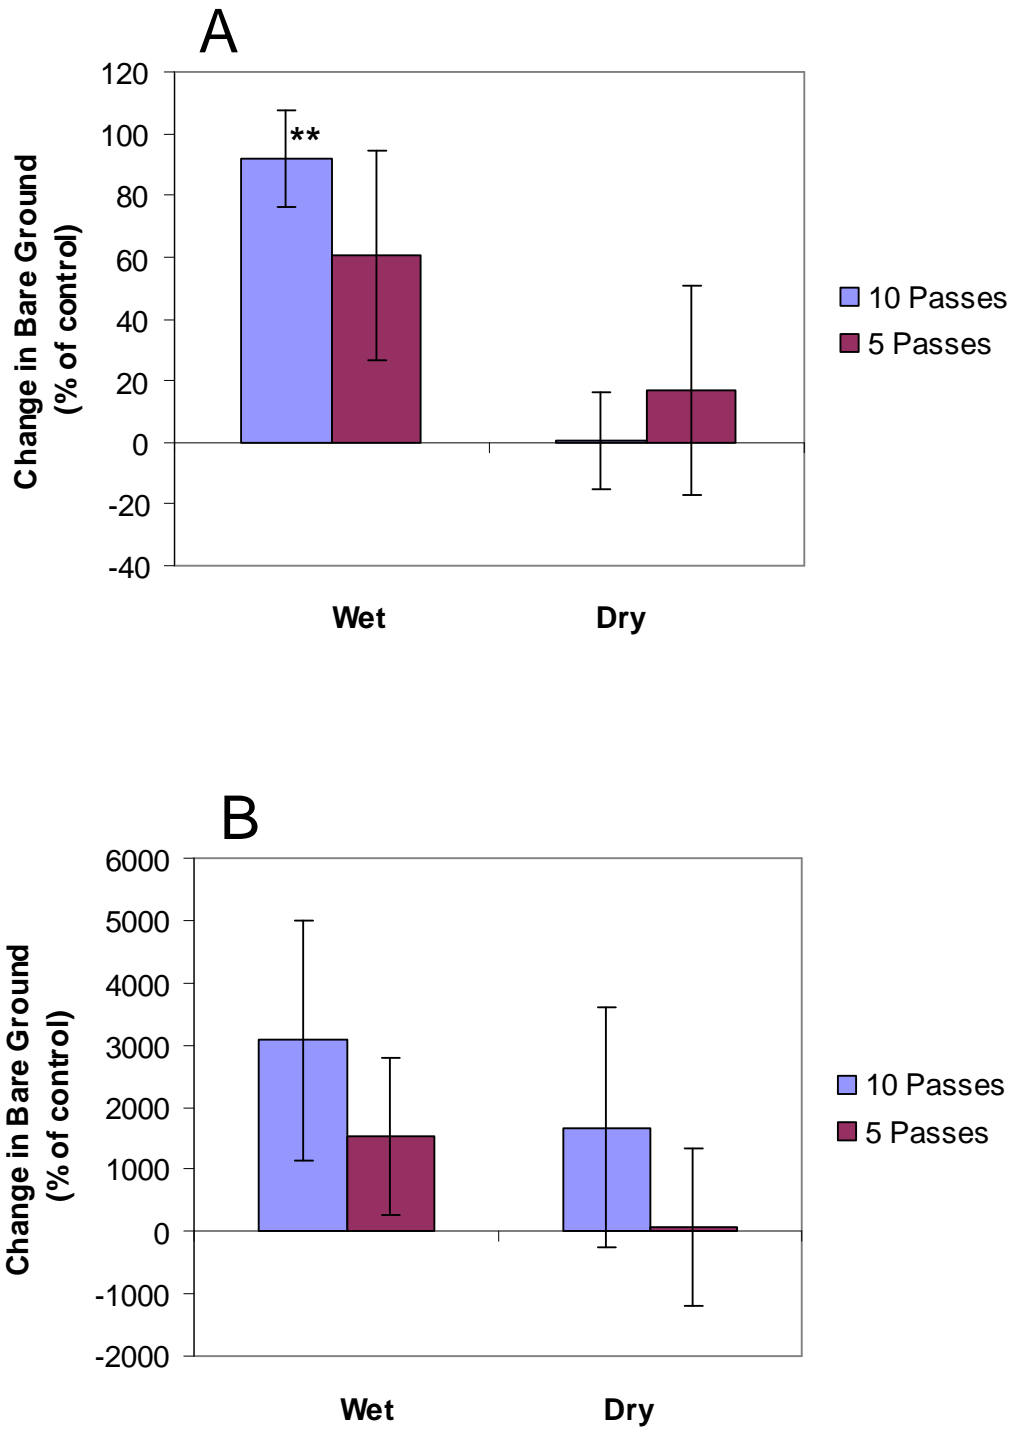 A
120
100
80
60
40
20
0
-20
-40
Change in Bare Ground
(% of control)
**
Wet Dry
10 Passes
5 Passes
B
6000
5000
4000
3000
2000
1000
0
-1000
-2000
Change in Bare Ground
(% of control)
Wet Dry
10 Passes
5 Passes